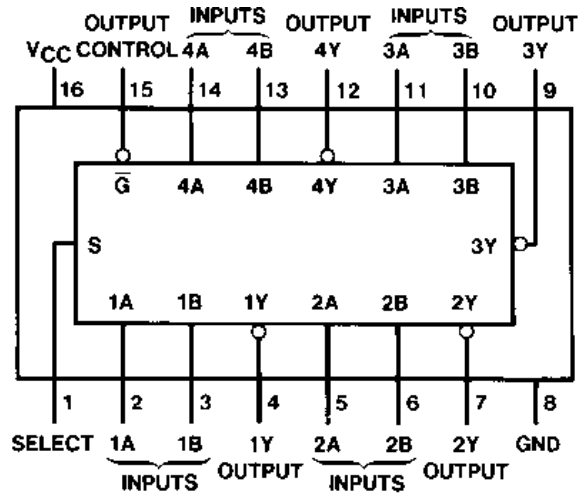 OUTPUT INPUTS OUTPUT INPUTS OUTPUT
VCC CONTROL 4A 4B 4Y 3A 3B 3Y
16 15 14 13 12 11 10 9
G 4A 4B 4Y 3A 3B
S 3Y
1A 1B 1Y 2A 2B 2Y
1 2 3 4 5 6 7 8
SELECT 1A 1B 1Y 2A 2B 2Y GND
INPUTS OUTPUT INPUTS OUTPUT